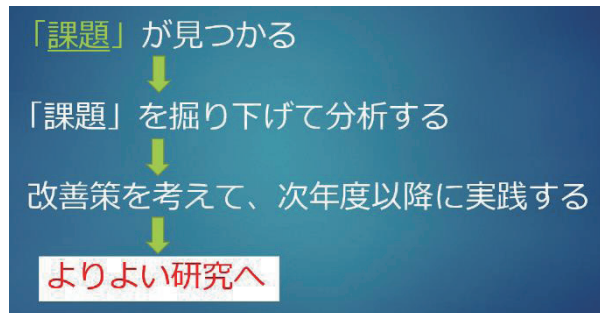 「課題」が見つかる
「課題」を掘り下げて分析する
改善策を考えて、次年度以降に実践する
よりよい研究へ